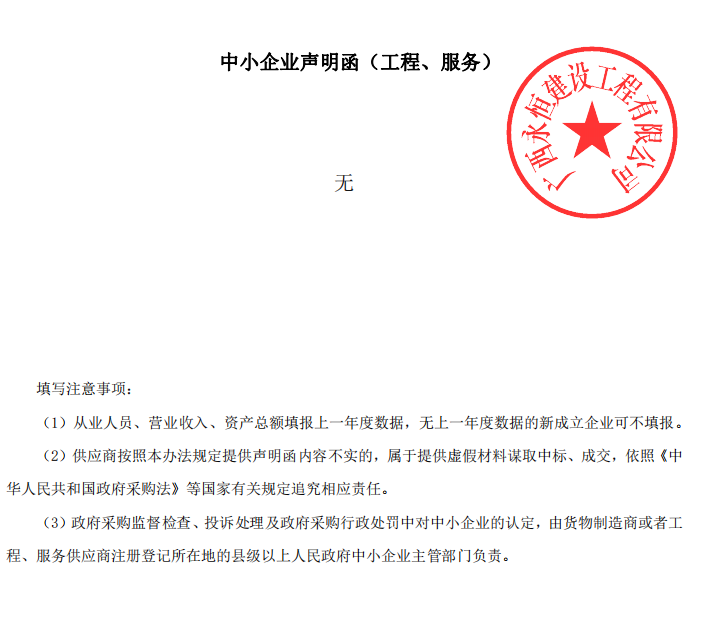 中小企业声明函（工程、服务）
广西永恒建设工程有限公司
无
填写注意事项：
（1）从业人员、营业收入、资产总额填报上一年度数据，无上一年度数据的新成立企业可不填报。
（2）供应商按照本办法规定提供声明函内容不实的，属于提供虚假材料谋取中标、成交，依照《中
华人民共和国政府采购法》等国家有关规定追究相应责任。
（3）政府采购监督检查、投诉处理及政府采购行政处罚中对中小企业的认定，由货物制造商或者工
程、服务供应商注册登记所在地的县级以上人民政府中小企业主管部门负责。